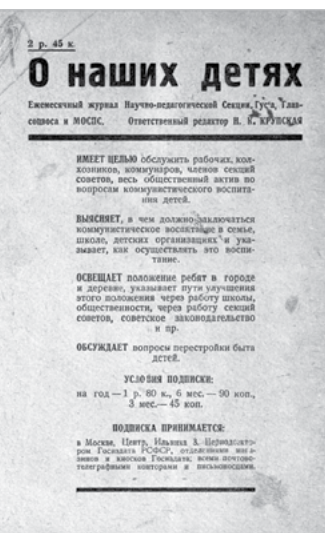 2 р. 45 к.
О наших детях
Ежемесячный журнал Научно-педагогической Секции, Гус'а, Глав-
соцвоса и МОСПС. Ответственный редактор Н. К. КРУПСКАЯ
ИМЕЕТ ЦЕЛЬЮ обслужить рабочих, кол-
хозников, коммунаров, членов секций
советов, весь общественный актив по
вопросам коммунистического воспита-
ния детей.
ВЫЯСНЯЕТ, в чем должно заключаться
коммунистическое воспитание в семье,
школе, детских организациях и ука-
зывает, как осуществлять это воспи-
тание.
ОСВЕЩАЕТ положение ребят в городе
и деревне, указывает пути улучшения
этого положения через работу школы,
общественности, через работу секций
советов, советское законодательство
и пр.
ОБСУЖДАЕТ вопросы перестройки быта
детей.
УСЛОВИЯ ПОДПИСКИ:
на год — 1 р. 80 к., 6 мес. — 90 коп.,
3 мес. — 45 коп.
ПОДПИСКА ПРИНИМАЕТСЯ:
в Москве, Центр, Ильинка 3, Периодсекто-
ром Госиздата РСФСР, отделениями мага-
зинов и киосков Госиздата; всеми почтово-
телеграфными конторами и письмоносцами.